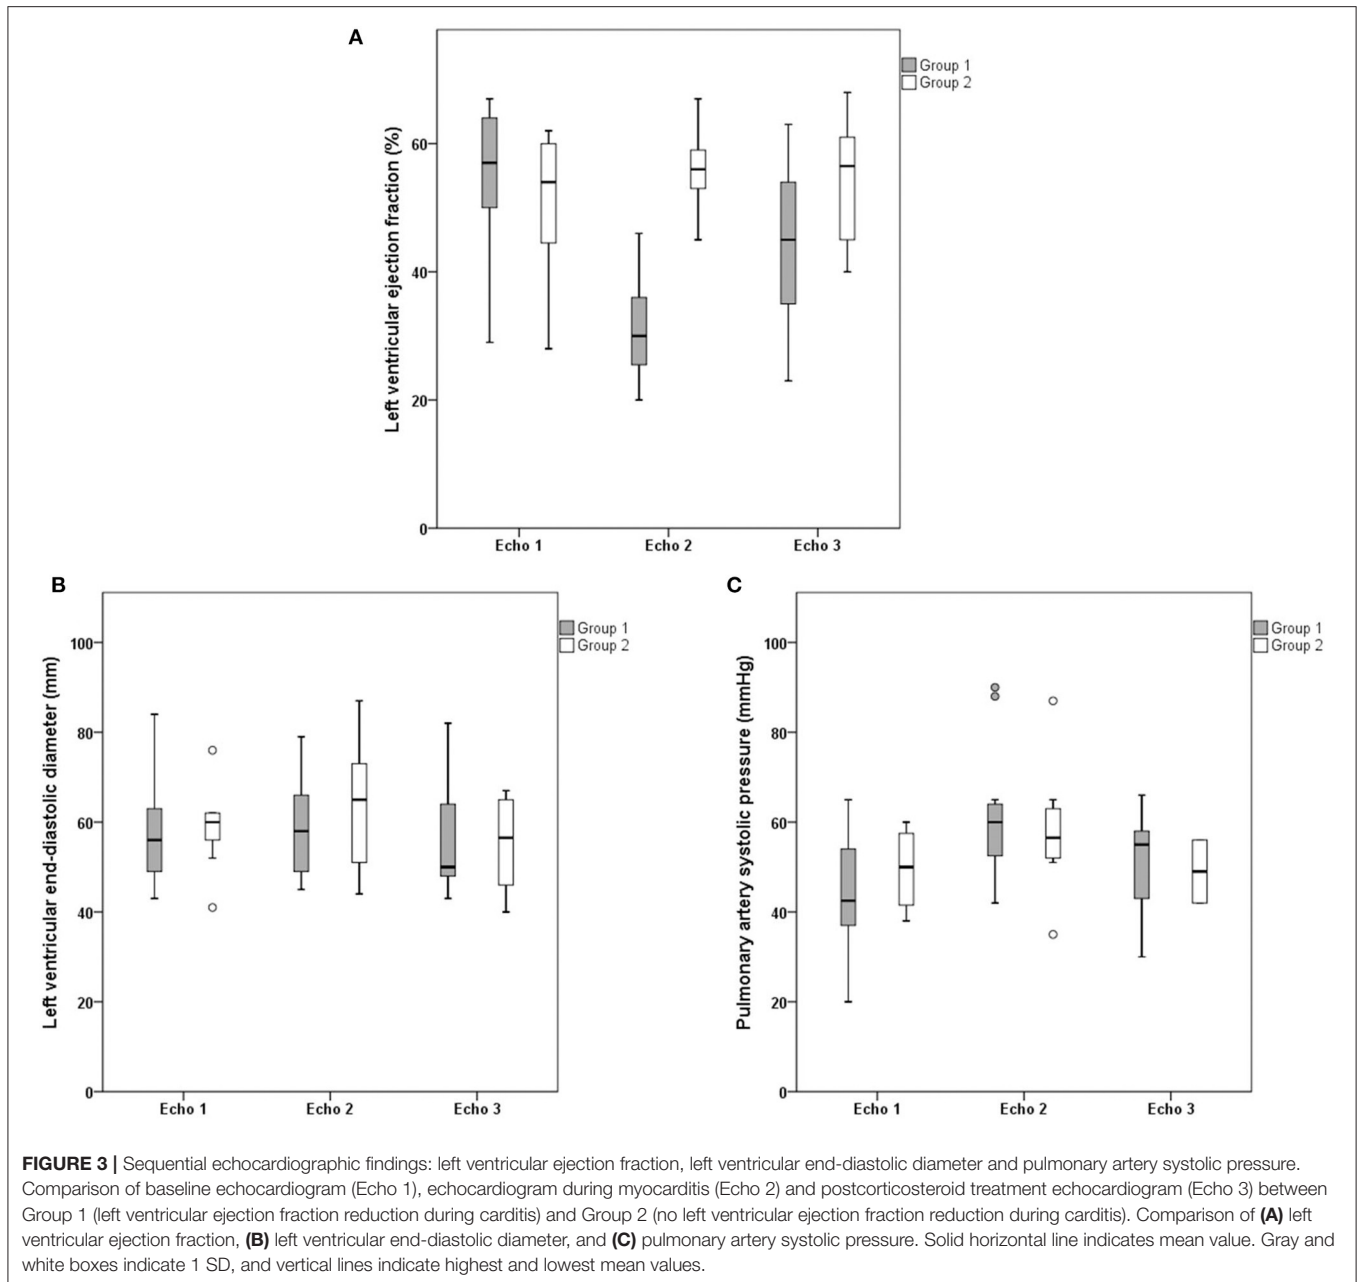 A
Group 1
Group 2
Left ventricular ejection fraction (%)
60
40
20
0
Echo 1 Echo 2 Echo 3
B
Group 1
Group 2
Left ventricular end-diastolic diameter (mm)
100
80
60
40
20
0
Echo 1 Echo 2 Echo 3
C
Group 1
Group 2
Pulmonary artery systolic pressure (mmHg)
100
80
60
40
20
0
Echo 1 Echo 2 Echo 3
FIGURE 3 | Sequential echocardiographic findings: left ventricular ejection fraction, left ventricular end-diastolic diameter and pulmonary artery systolic pressure.
Comparison of baseline echocardiogram (Echo 1), echocardiogram during myocarditis (Echo 2) and postcorticosteroid treatment echocardiogram (Echo 3) between
Group 1 (left ventricular ejection fraction reduction during carditis) and Group 2 (no left ventricular ejection fraction reduction during carditis). Comparison of (A) left
ventricular ejection fraction, (B) left ventricular end-diastolic diameter, and (C) pulmonary artery systolic pressure. Solid horizontal line indicates mean value. Gray and
white boxes indicate 1 SD, and vertical lines indicate highest and lowest mean values.